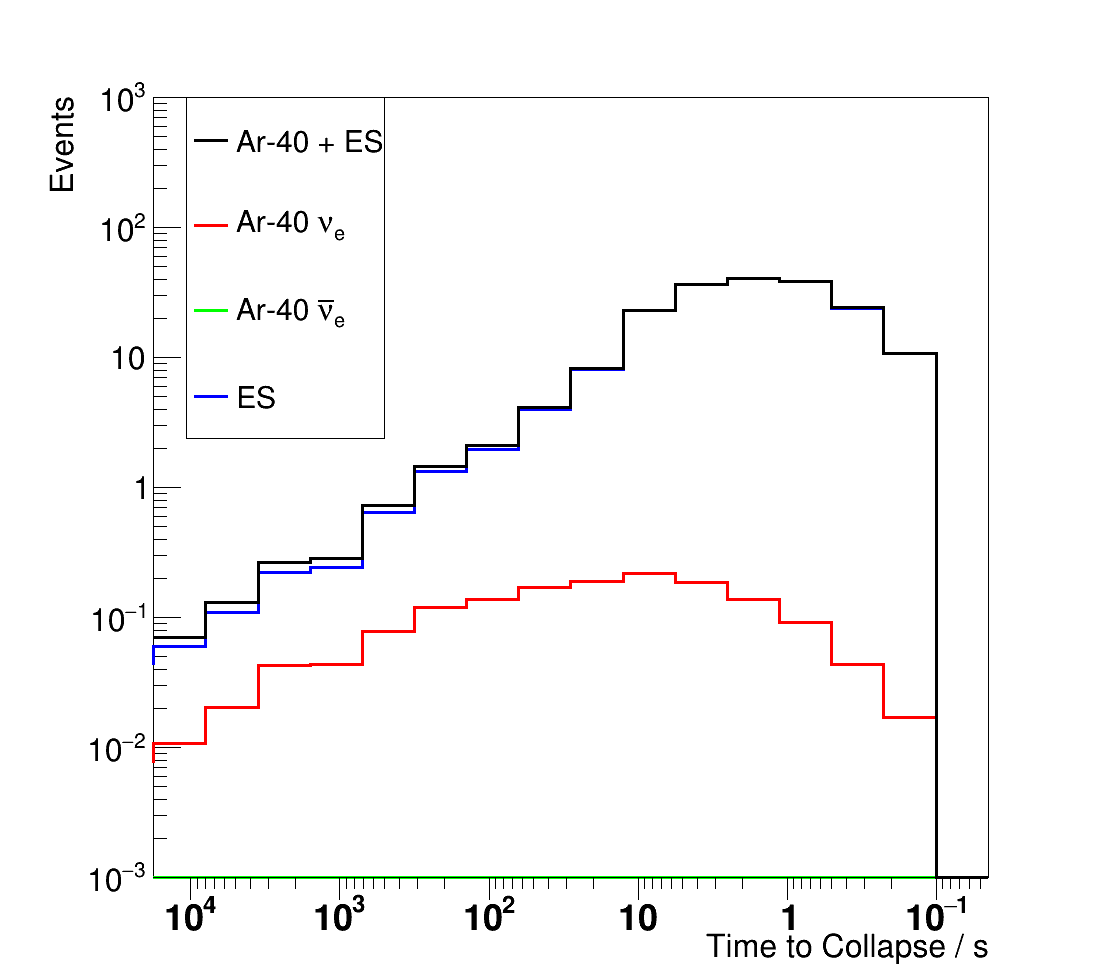 Events
10³
10²
10
1
10⁻¹
10⁻²
10⁻³
Ar-40 + ES
Ar-40 νₑ
Ar-40 ν̅ₑ
ES
10⁴ 10³ 10² 10 1 10⁻¹
Time to Collapse / s